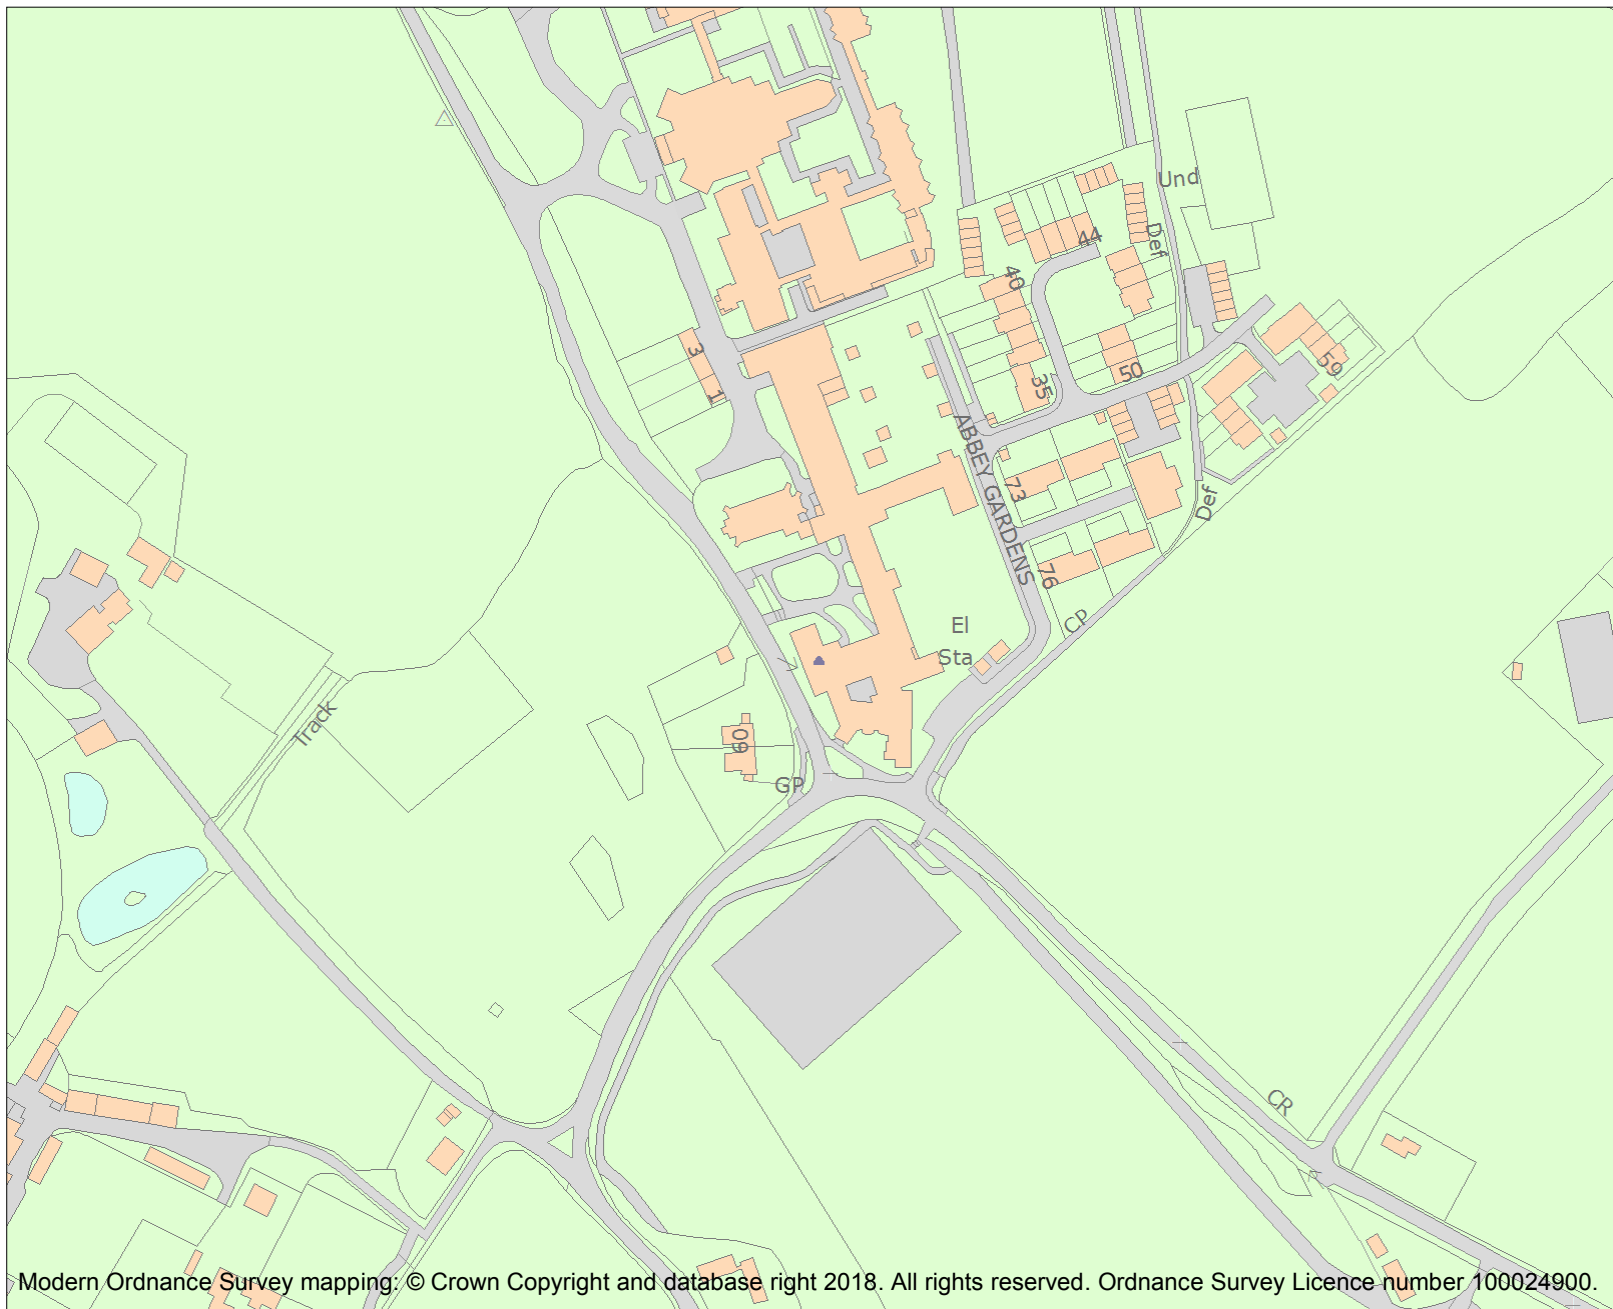 Und
Def
44
40
3
1
35
50
59
ABBEY GARDENS
73
Def
76
CP
El
Sta
Track
60
GP
CR
Modern Ordnance Survey mapping: © Crown Copyright and database right 2018. All rights reserved. Ordnance Survey Licence number 100024900.